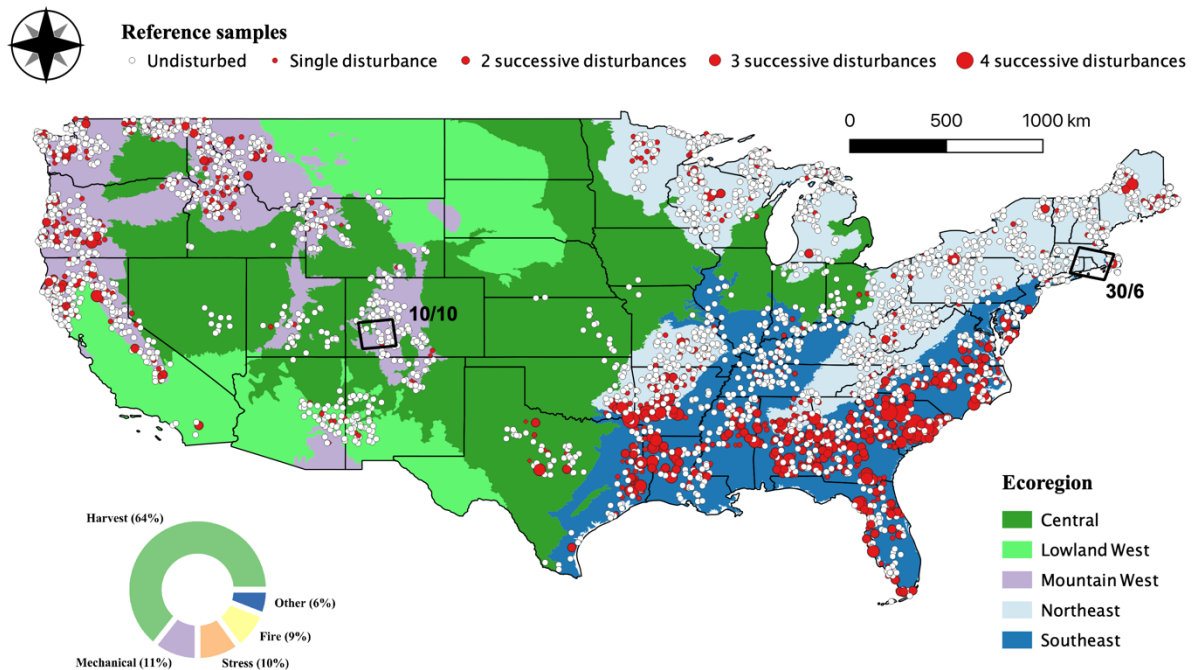 Reference samples
Undisturbed Single disturbance 2 successive disturbances 3 successive disturbances 4 successive disturbances
0 500 1000 km
10/10
30/6
Ecoregion
Central
Lowland West
Mountain West
Northeast
Southeast
Harvest (64%)
Other (6%)
Fire (9%)
Mechanical (11%) Stress (10%)